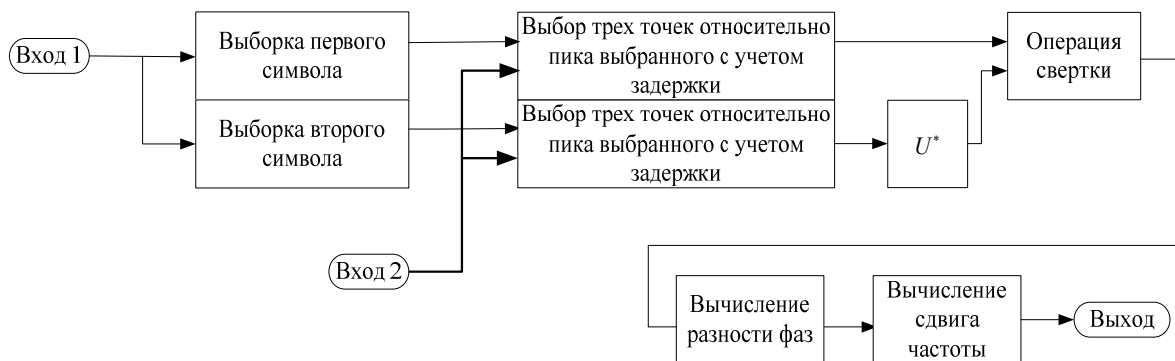 Вход 1
Выборка первого
символа
Выбор трех точек относительно
пика выбранного с учетом
задержки
Операция
свертки
Выборка второго
символа
Выбор трех точек относительно
пика выбранного с учетом
задержки
U*
Вход 2
Вычисление
разности фаз
Вычисление
сдвига
частоты
Выход